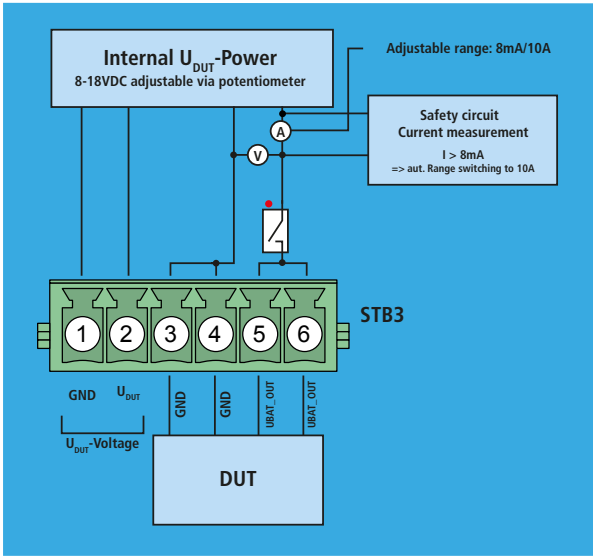 Internal UDUT-Power
8-18VDC adjustable via potentiometer
Adjustable range: 8mA/10A
A
Safety circuit
Current measurement
I > 8mA
=> aut. Range switching to 10A
V
STB3
1 2 3 4 5 6
GND UDUT GND GND UBAT_OUT UBAT_OUT
UDUT-Voltage
DUT